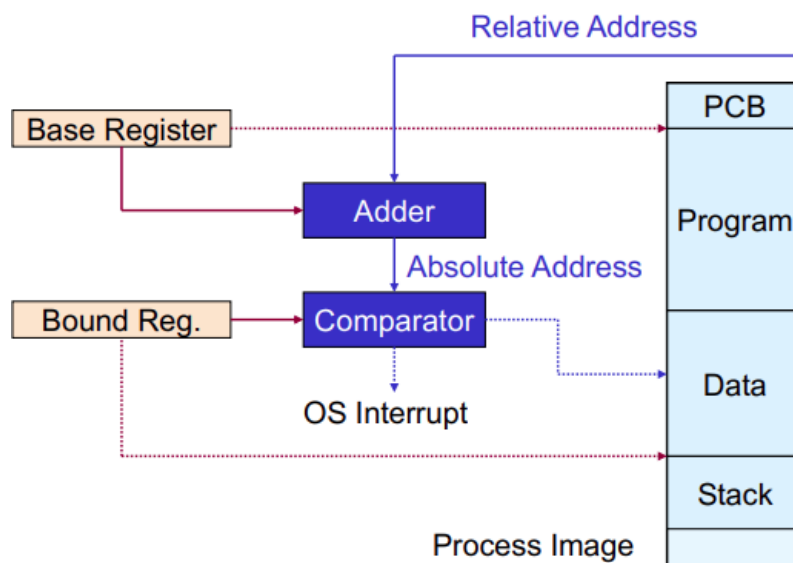 Relative Address
PCB
Base Register
Adder
Program
Absolute Address
Bound Reg.
Comparator
Data
OS Interrupt
Stack
Process Image